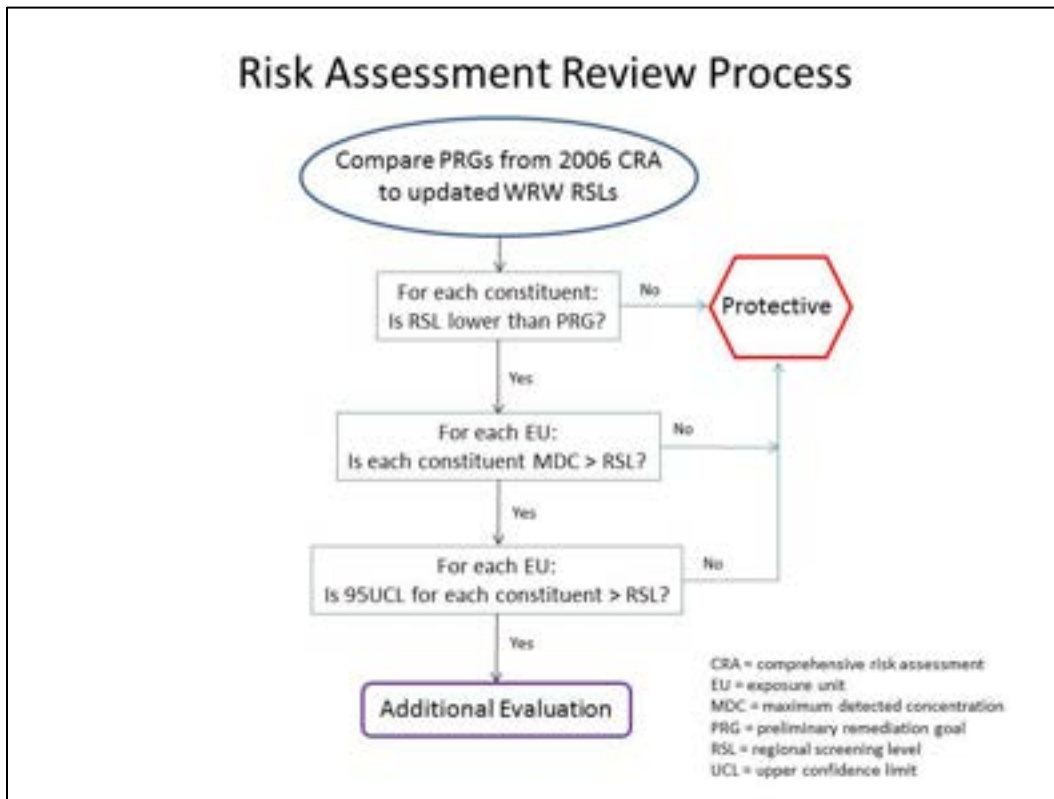 Risk Assessment Review Process
Compare PRGs from 2006 CRA
to updated WRW RSLs
For each constituent:
Is RSL lower than PRG?
No
Protective
Yes
For each EU:
Is each constituent MDC > RSL?
No
Yes
For each EU:
Is 95UCL for each constituent > RSL?
No
Yes
Additional Evaluation
CRA = comprehensive risk assessment
EU = exposure unit
MDC = maximum detected concentration
PRG = preliminary remediation goal
RSL = regional screening level
UCL = upper confidence limit